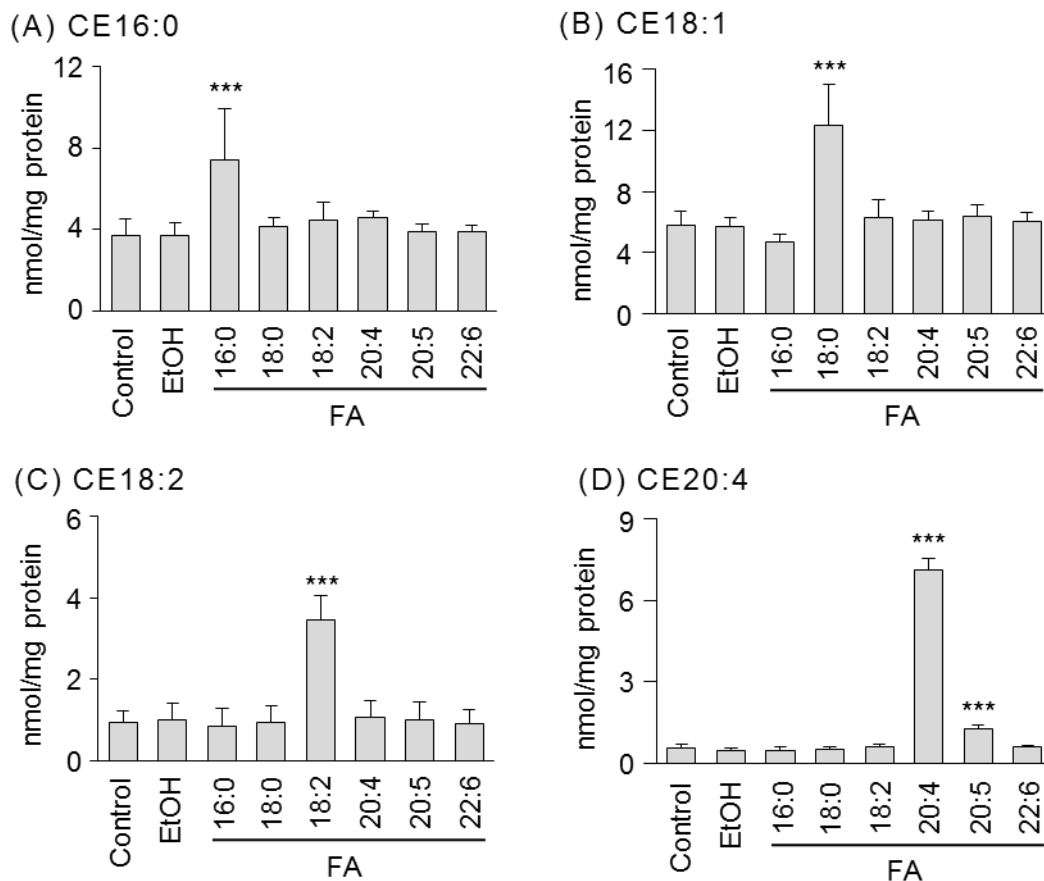 (A) CE16:0
nmol/mg protein
12
8
4
0
***
Control
EtOH
16:0
18:0
18:2
20:4
20:5
22:6
FA
(B) CE18:1
nmol/mg protein
16
12
8
4
0
***
Control
EtOH
16:0
18:0
18:2
20:4
20:5
22:6
FA
(C) CE18:2
nmol/mg protein
6
4
2
0
***
Control
EtOH
16:0
18:0
18:2
20:4
20:5
22:6
FA
(D) CE20:4
nmol/mg protein
9
6
3
0
***
***
Control
EtOH
16:0
18:0
18:2
20:4
20:5
22:6
FA